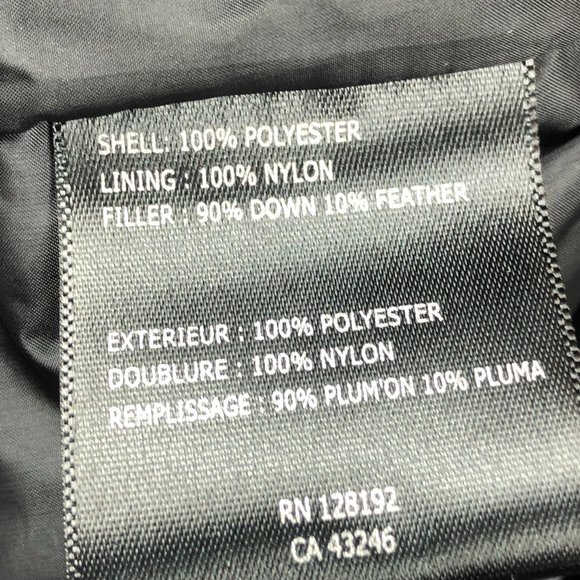 SHELL: 100% POLYESTER
LINING : 100% NYLON
FILLER : 90% DOWN 10% FEATHER
EXTERIEUR : 100% POLYESTER
DOUBLURE : 100% NYLON
REMPLISSAGE : 90% PLUM'ON 10% PLUMA
RN 128192
CA 43246